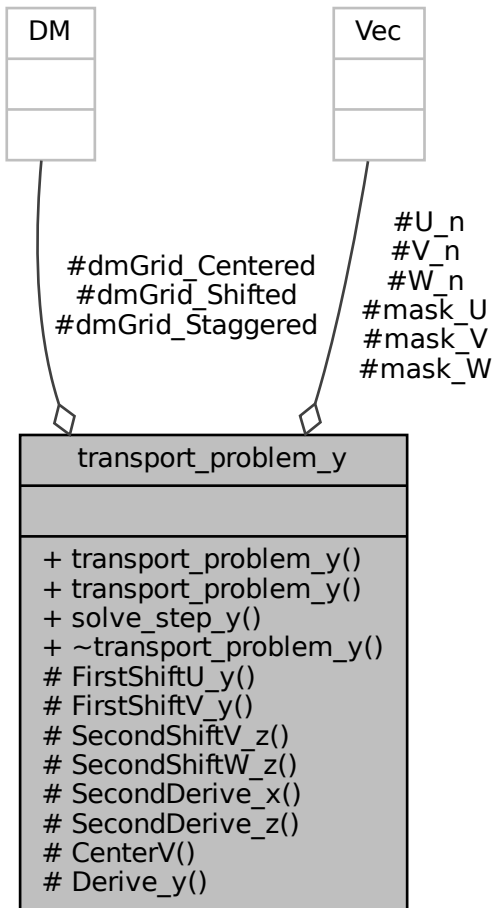 DM
Vec
#dmGrid_Centered
#dmGrid_Shifted
#dmGrid_Staggered
#U_n
#V_n
#W_n
#mask_U
#mask_V
#mask_W
transport_problem_y
+ transport_problem_y()
+ transport_problem_y()
+ solve_step_y()
+ ~transport_problem_y()
# FirstShiftU_y()
# FirstShiftV_y()
# SecondShiftV_z()
# SecondShiftW_z()
# SecondDerive_x()
# SecondDerive_z()
# CenterV()
# Derive_y()